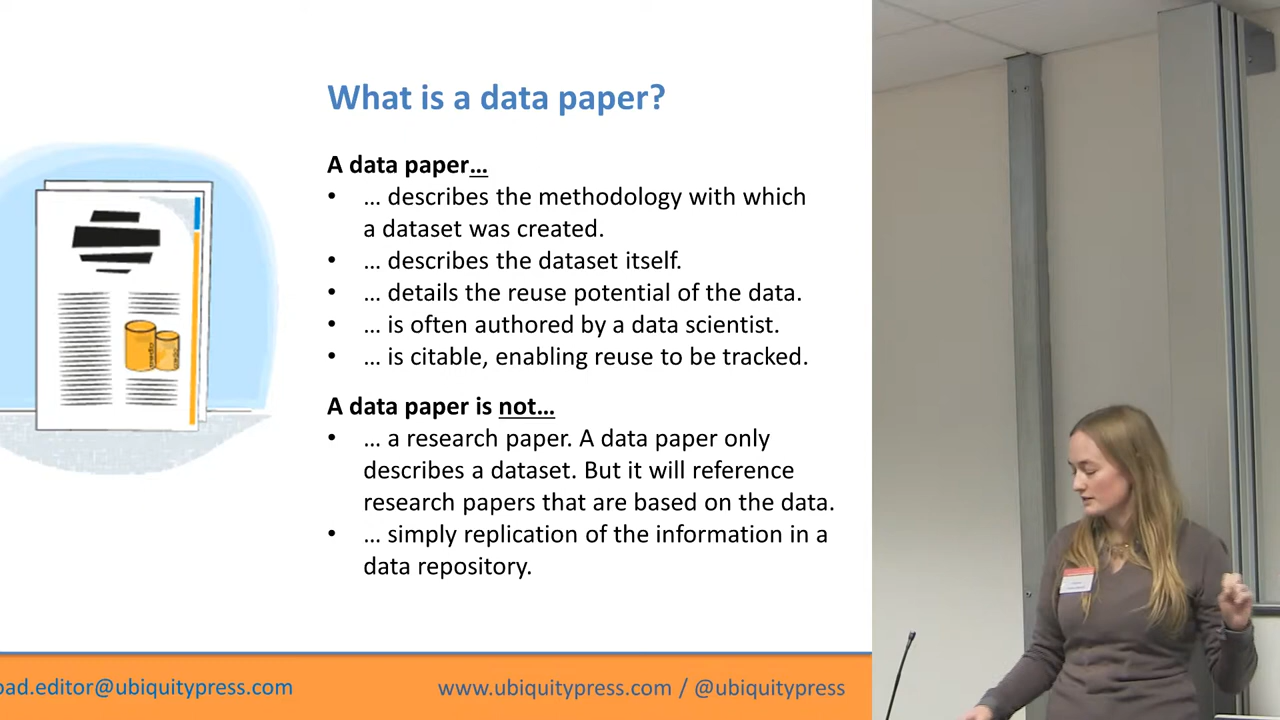 What is a data paper?
A data paper…
• … describes the methodology with which
a dataset was created.
• … describes the dataset itself.
• … details the reuse potential of the data.
• … is often authored by a data scientist.
• … is citable, enabling reuse to be tracked.
A data paper is not…
• … a research paper. A data paper only
describes a dataset. But it will reference
research papers that are based on the data.
• … simply replication of the information in a
data repository.
oad.editor@ubiquitypress.com
www.ubiquitypress.com / @ubiquitypress